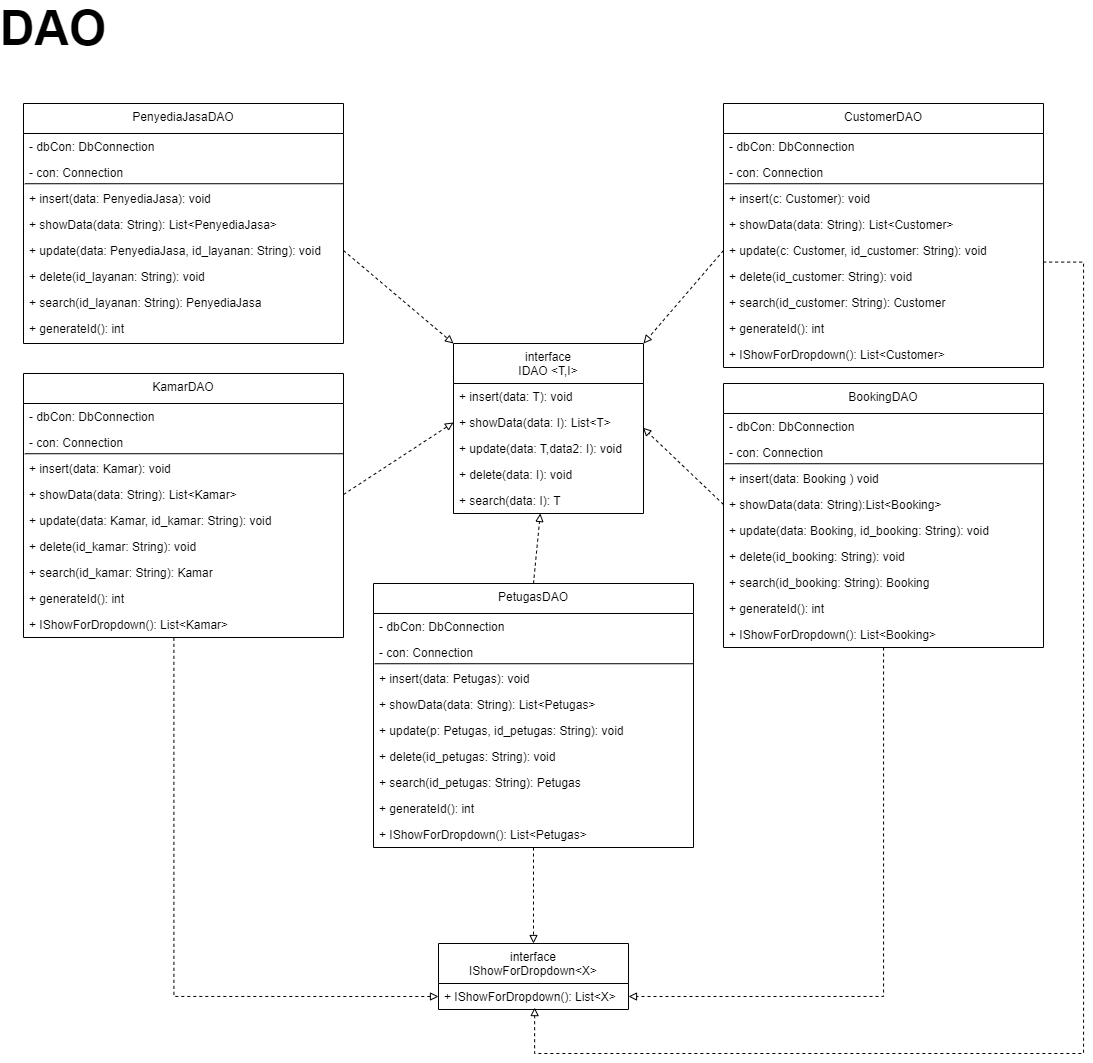 DAO
PenyediaJasaDAO
- dbCon: DbConnection
- con: Connection
+ insert(data: PenyediaJasa): void
+ showData(data: String): List<PenyediaJasa>
+ update(data: PenyediaJasa, id_layanan: String): void
+ delete(id_layanan: String): void
+ search(id_layanan: String): PenyediaJasa
+ generateId(): int
CustomerDAO
- dbCon: DbConnection
- con: Connection
+ insert(c: Customer): void
+ showData(data: String): List<Customer>
+ update(c: Customer, id_customer: String): void
+ delete(id_customer: String): void
+ search(id_customer: String): Customer
+ generateId(): int
+ IShowForDropdown(): List<Customer>
interface
IDAO <T,I>
+ insert(data: T): void
+ showData(data: I): List<T>
+ update(data: T,data2: I): void
+ delete(data: I): void
+ search(data: I): T
KamarDAO
- dbCon: DbConnection
- con: Connection
+ insert(data: Kamar): void
+ showData(data: String): List<Kamar>
+ update(data: Kamar, id_kamar: String): void
+ delete(id_kamar: String): void
+ search(id_kamar: String): Kamar
+ generateId(): int
+ IShowForDropdown(): List<Kamar>
BookingDAO
- dbCon: DbConnection
- con: Connection
+ insert(data: Booking ) void
+ showData(data: String):List<Booking>
+ update(data: Booking, id_booking: String): void
+ delete(id_booking: String): void
+ search(id_booking: String): Booking
+ generateId(): int
+ IShowForDropdown(): List<Booking>
PetugasDAO
- dbCon: DbConnection
- con: Connection
+ insert(data: Petugas): void
+ showData(data: String): List<Petugas>
+ update(p: Petugas, id_petugas: String): void
+ delete(id_petugas: String): void
+ search(id_petugas: String): Petugas
+ generateId(): int
+ IShowForDropdown(): List<Petugas>
interface
IShowForDropdown<X>
+ IShowForDropdown(): List<X>